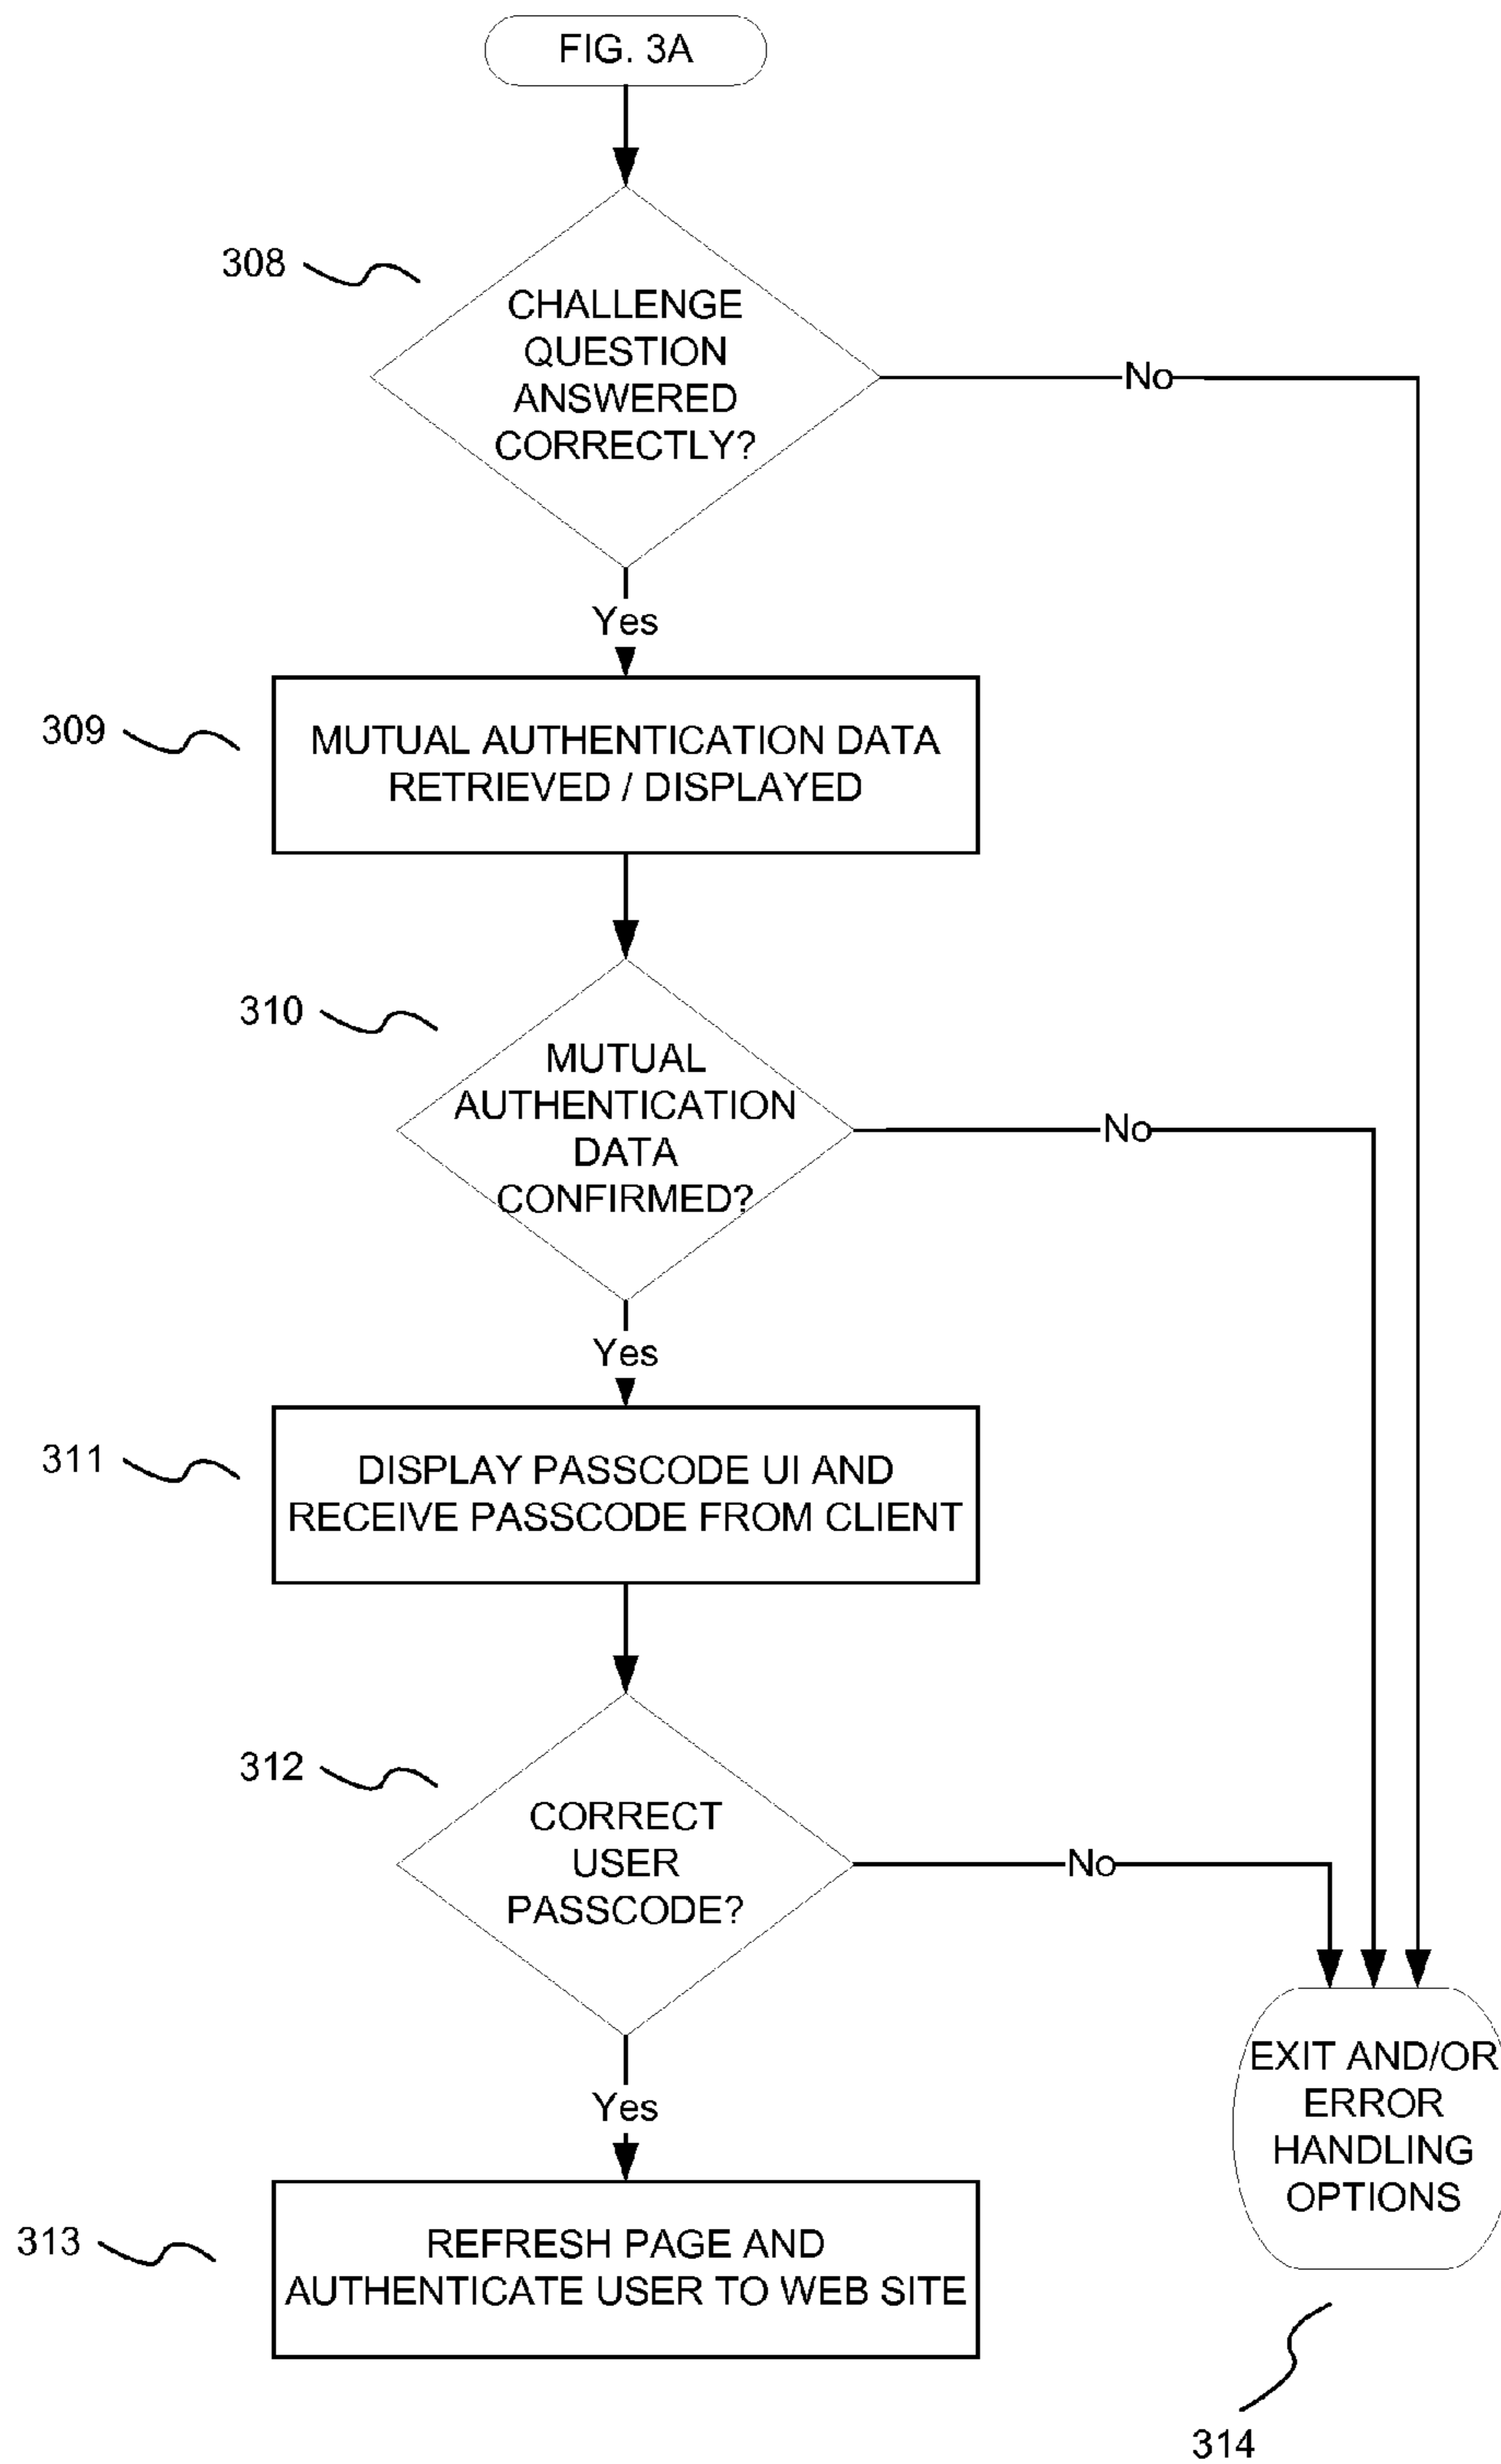 FIG. 3A
308
CHALLENGE
QUESTION
ANSWERED
CORRECTLY?
No
Yes
309
MUTUAL AUTHENTICATION DATA
RETRIEVED / DISPLAYED
310
MUTUAL
AUTHENTICATION
DATA
CONFIRMED?
No
Yes
311
DISPLAY PASSCODE UI AND
RECEIVE PASSCODE FROM CLIENT
312
CORRECT
USER
PASSCODE?
No
Yes
EXIT AND/OR
ERROR
HANDLING
OPTIONS
313
REFRESH PAGE AND
AUTHENTICATE USER TO WEB SITE
314